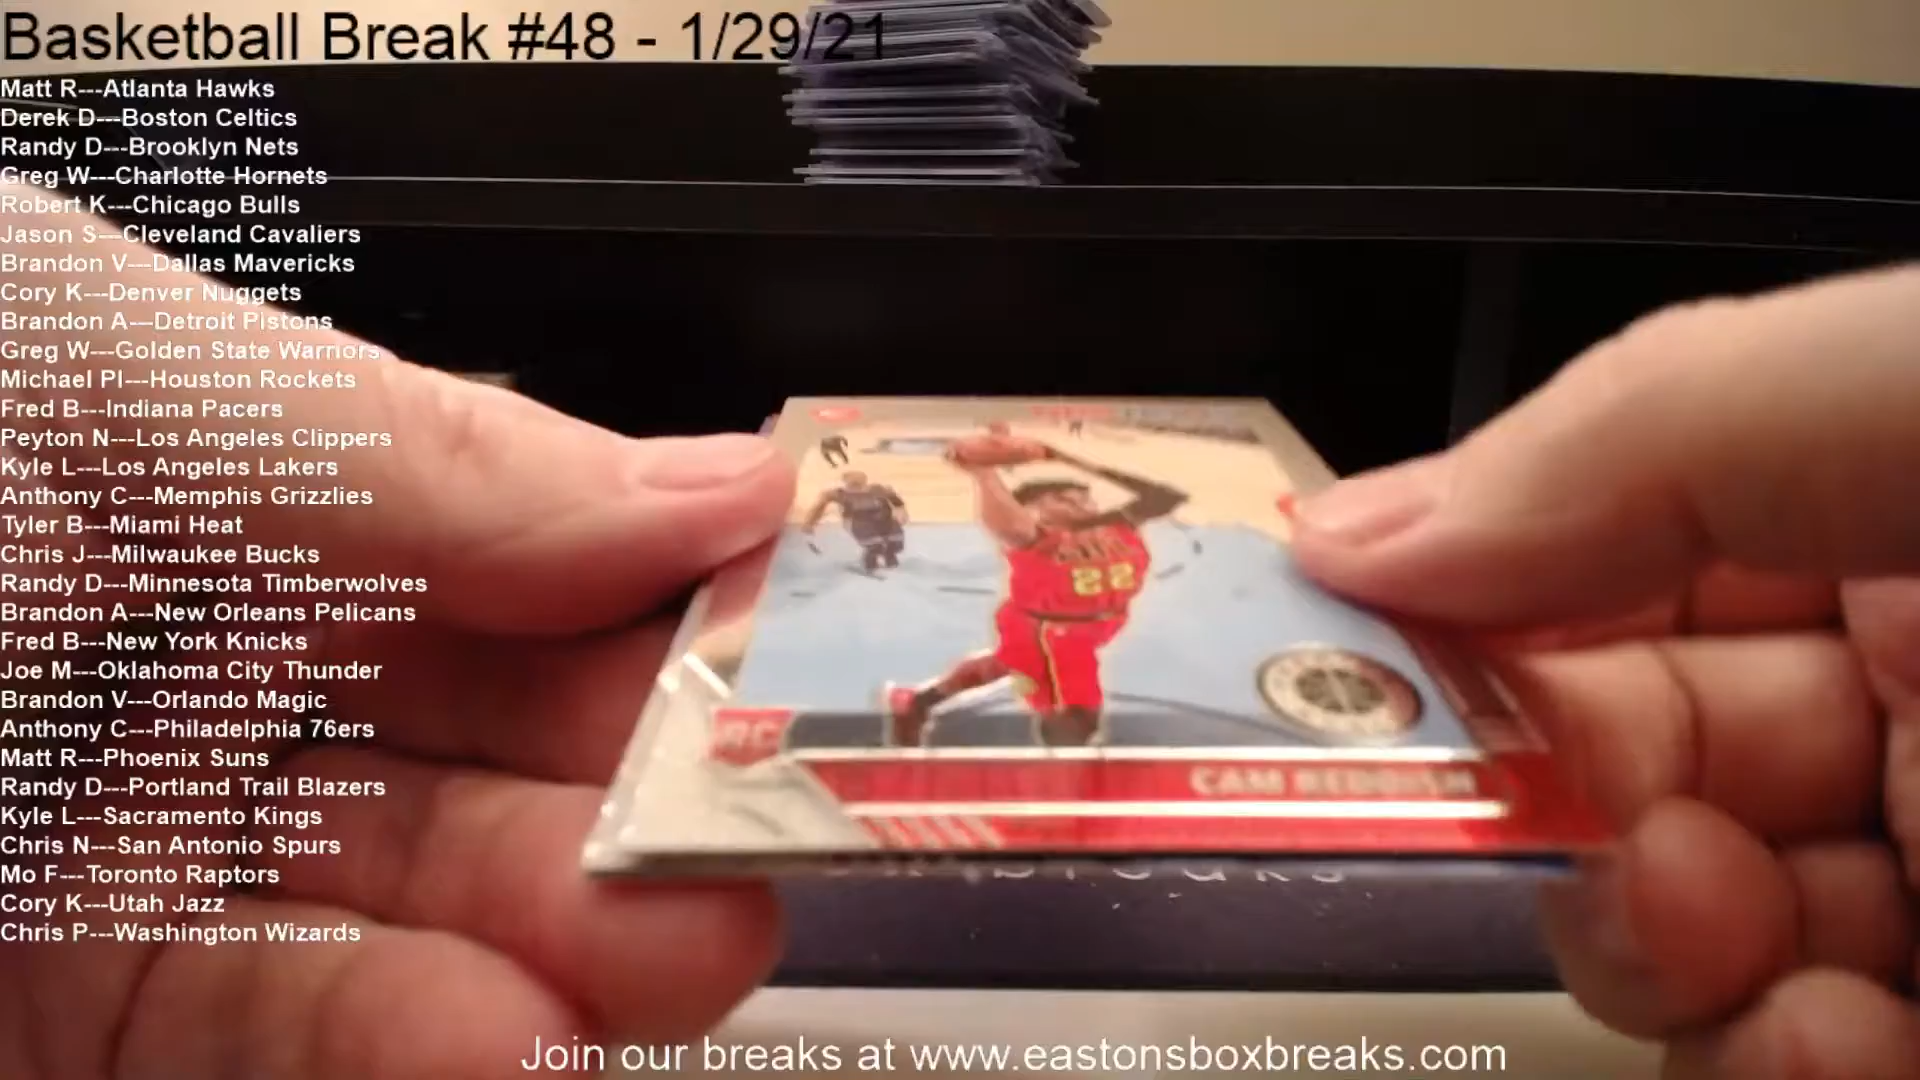 Basketball Break #48 - 1/29/21
Matt R---Atlanta Hawks
Derek D---Boston Celtics
Randy D---Brooklyn Nets
Greg W---Charlotte Hornets
Robert K---Chicago Bulls
Jason S---Cleveland Cavaliers
Brandon V---Dallas Mavericks
Cory K---Denver Nuggets
Brandon A---Detroit Pistons
Greg W---Golden State Warriors
Michael Pl---Houston Rockets
Fred B---Indiana Pacers
Peyton N---Los Angeles Clippers
Kyle L---Los Angeles Lakers
Anthony C---Memphis Grizzlies
Tyler B---Miami Heat
Chris J---Milwaukee Bucks
Randy D---Minnesota Timberwolves
Brandon A---New Orleans Pelicans
Fred B---New York Knicks
Joe M---Oklahoma City Thunder
Brandon V---Orlando Magic
Anthony C---Philadelphia 76ers
Matt R---Phoenix Suns
Randy D---Portland Trail Blazers
Kyle L---Sacramento Kings
Chris N---San Antonio Spurs
Mo F---Toronto Raptors
Cory K---Utah Jazz
Chris P---Washington Wizards
22
RC
CAM REDDISH
Join our breaks at www.eastonsboxbreaks.com